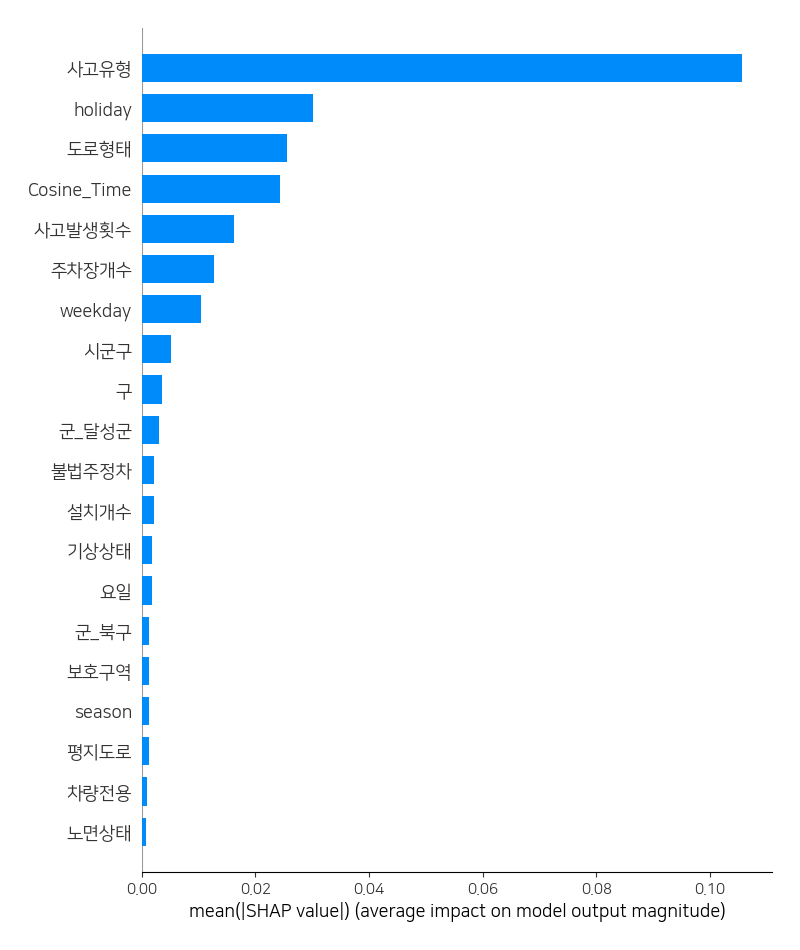 사고유형
holiday
도로형태
Cosine_Time
사고발생횟수
주차장개수
weekday
시군구
구
군_달성군
불법주정차
설치개수
기상상태
요일
군_북구
보호구역
season
평지도로
차량전용
노면상태
0.00 0.02 0.04 0.06 0.08 0.10
mean(|SHAP value|) (average impact on model output magnitude)